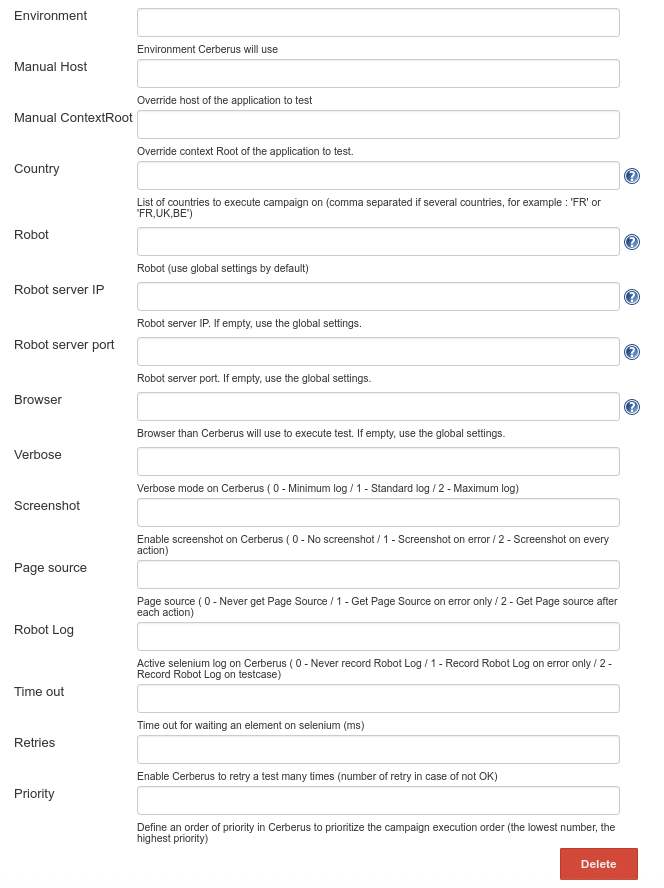 Environment
Environment Cerberus will use
Manual Host
Override host of the application to test
Manual ContextRoot
Override context Root of the application to test.
Country
List of countries to execute campaign on (comma separated if several countries, for example : 'FR' or
'FR,UK,BE')
Robot
Robot (use global settings by default)
Robot server IP
Robot server IP. If empty, use the global settings.
Robot server port
Robot server port. If empty, use the global settings.
Browser
Browser than Cerberus will use to execute test. If empty, use the global settings.
Verbose
Verbose mode on Cerberus ( 0 - Minimum log / 1 - Standard log / 2 - Maximum log)
Screenshot
Enable screenshot on Cerberus ( 0 - No screenshot / 1 - Screenshot on error / 2 - Screenshot on every
action)
Page source
Page source ( 0 - Never get Page Source / 1 - Get Page Source on error only / 2 - Get Page source after
each action)
Robot Log
Active selenium log on Cerberus ( 0 - Never record Robot Log / 1 - Record Robot Log on error only / 2 -
Record Robot Log on testcase)
Time out
Time out for waiting an element on selenium (ms)
Retries
Enable Cerberus to retry a test many times (number of retry in case of not OK)
Priority
Define an order of priority in Cerberus to prioritize the campaign execution order (the lowest number, the
highest priority)
Delete